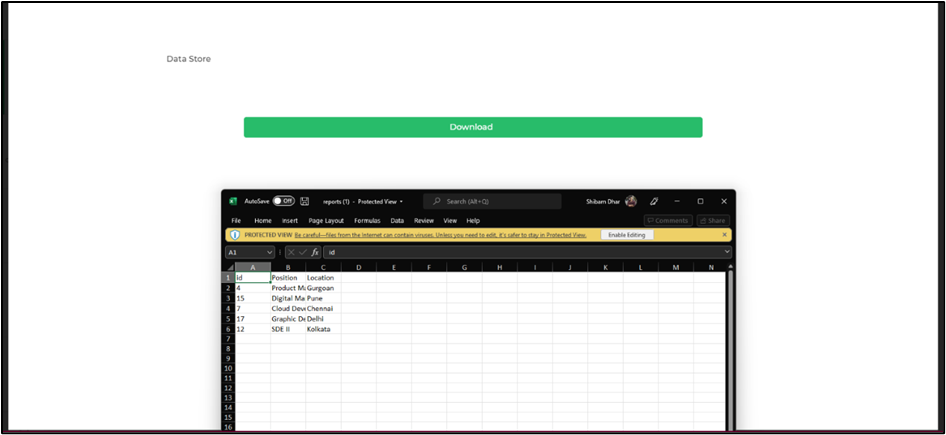 Data Store
Download
AutoSave Off reports (1) - Protected View Search (Alt+Q) Shibam Dhar
File Home Insert Page Layout Formulas Data Review View Help Comments Share
PROTECTED VIEW Be careful—files from the Internet can contain viruses. Unless you need to edit, it's safer to stay in Protected View. Enable Editing
A1 fx id
A B C D E F G H I J K L M N
1 id Position Location
2 4 Product Ma Gurgoan
3 15 Digital Ma Pune
4 7 Cloud Deve Chennai
5 17 Graphic De Delhi
6 12 SDE II Kolkata
7
8
9
10
11
12
13
14
15
16